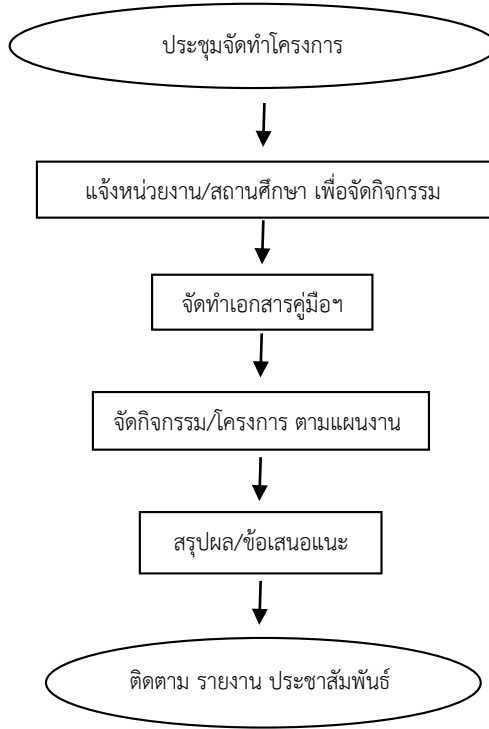 ประชุมจัดทำโครงการ
แจ้งหน่วยงาน/สถานศึกษา เพื่อจัดกิจกรรม
จัดทำเอกสารคู่มือฯ
จัดกิจกรรม/โครงการ ตามแผนงาน
สรุปผล/ข้อเสนอแนะ
ติดตาม รายงาน ประชาสัมพันธ์